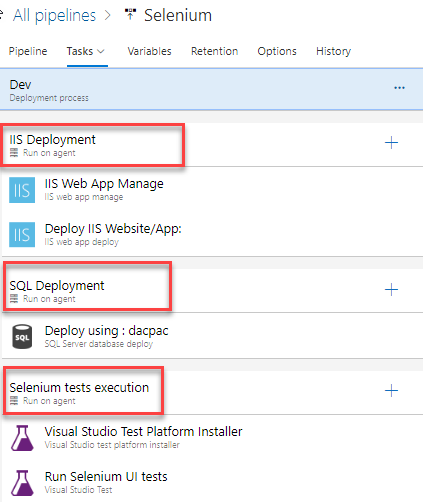 All pipelines > Selenium
Pipeline Tasks Variables Retention Options History
Dev
Deployment process
IIS Deployment
Run on agent
IIS IIS Web App Manage
IIS web app manage
IIS Deploy IIS Website/App:
IIS web app deploy
SQL Deployment
Run on agent
SQL Deploy using : dacpac
SQL Server database deploy
Selenium tests execution
Run on agent
Visual Studio Test Platform Installer
Visual Studio test platform installer
Run Selenium UI tests
Visual Studio Test